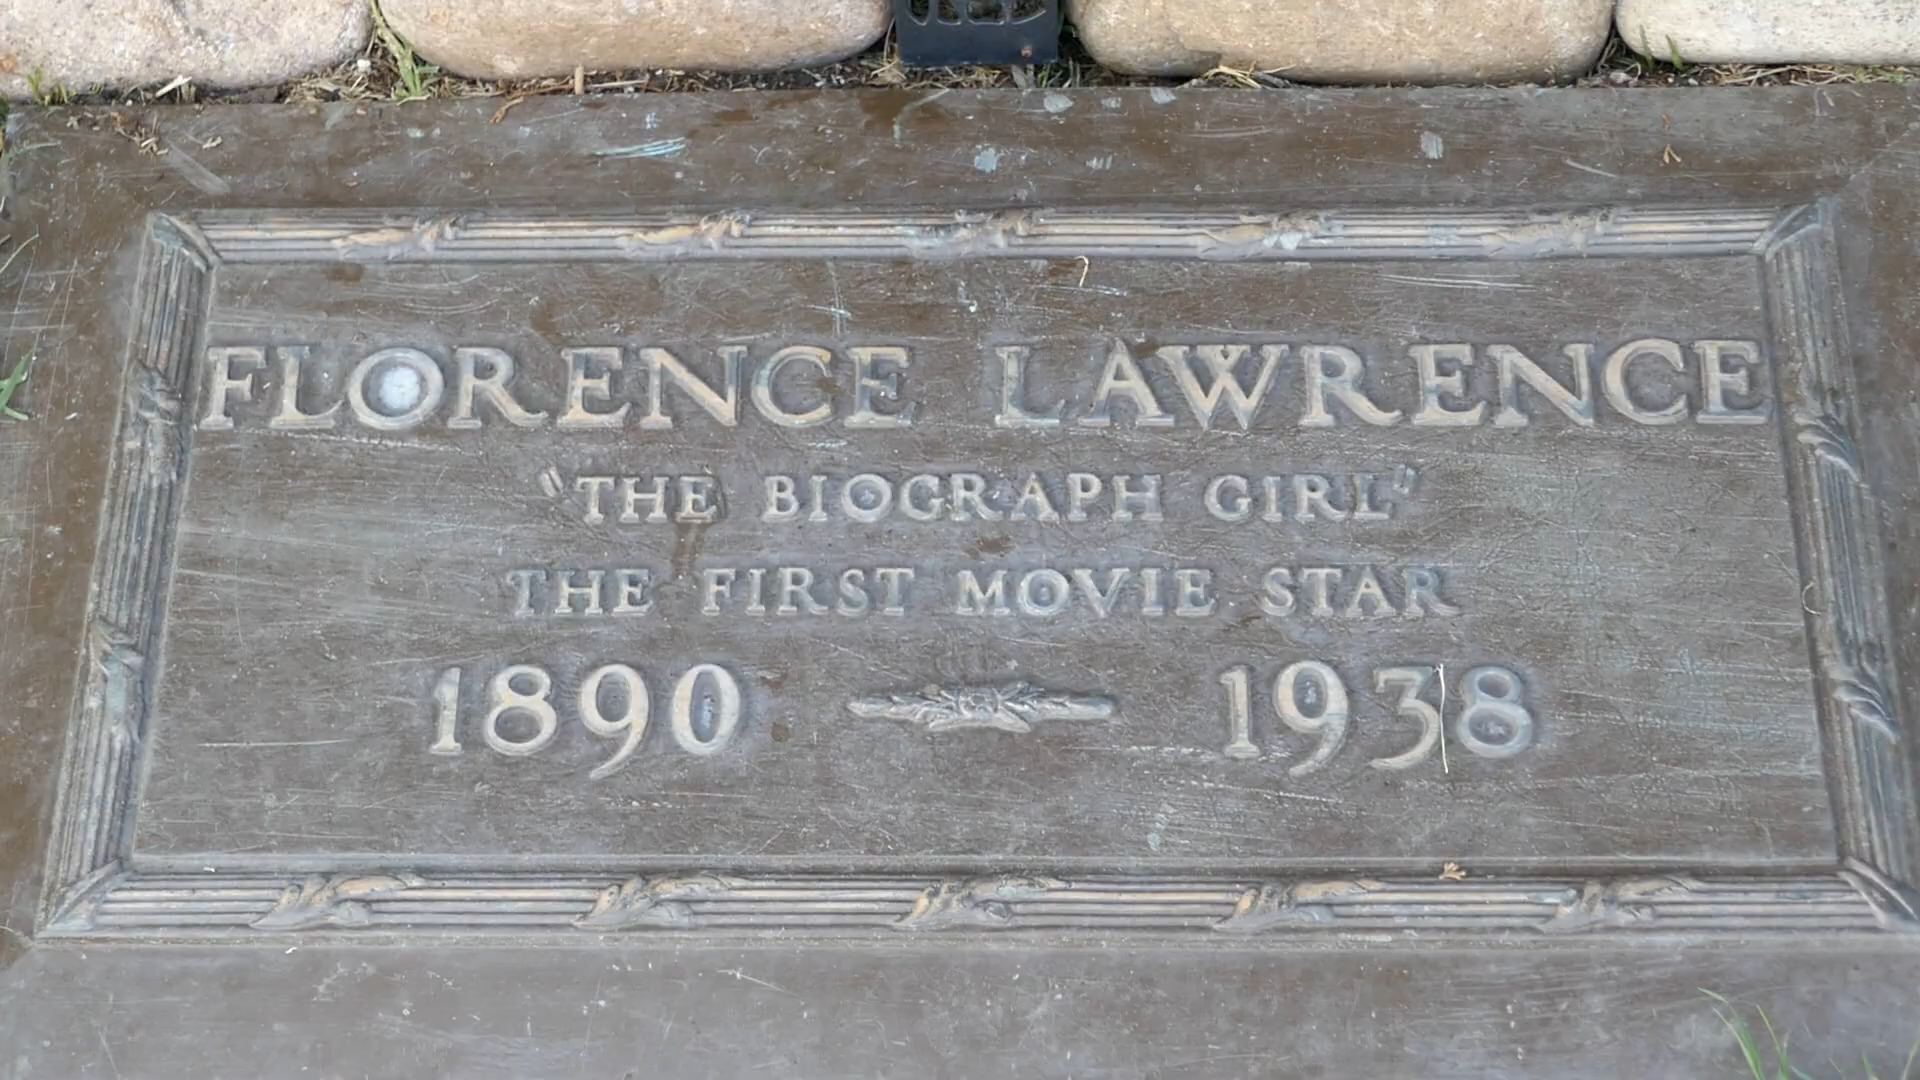 FLORENCE LAWRENCE
"THE BIOGRAPH GIRL"
THE FIRST MOVIE STAR
1890 1938